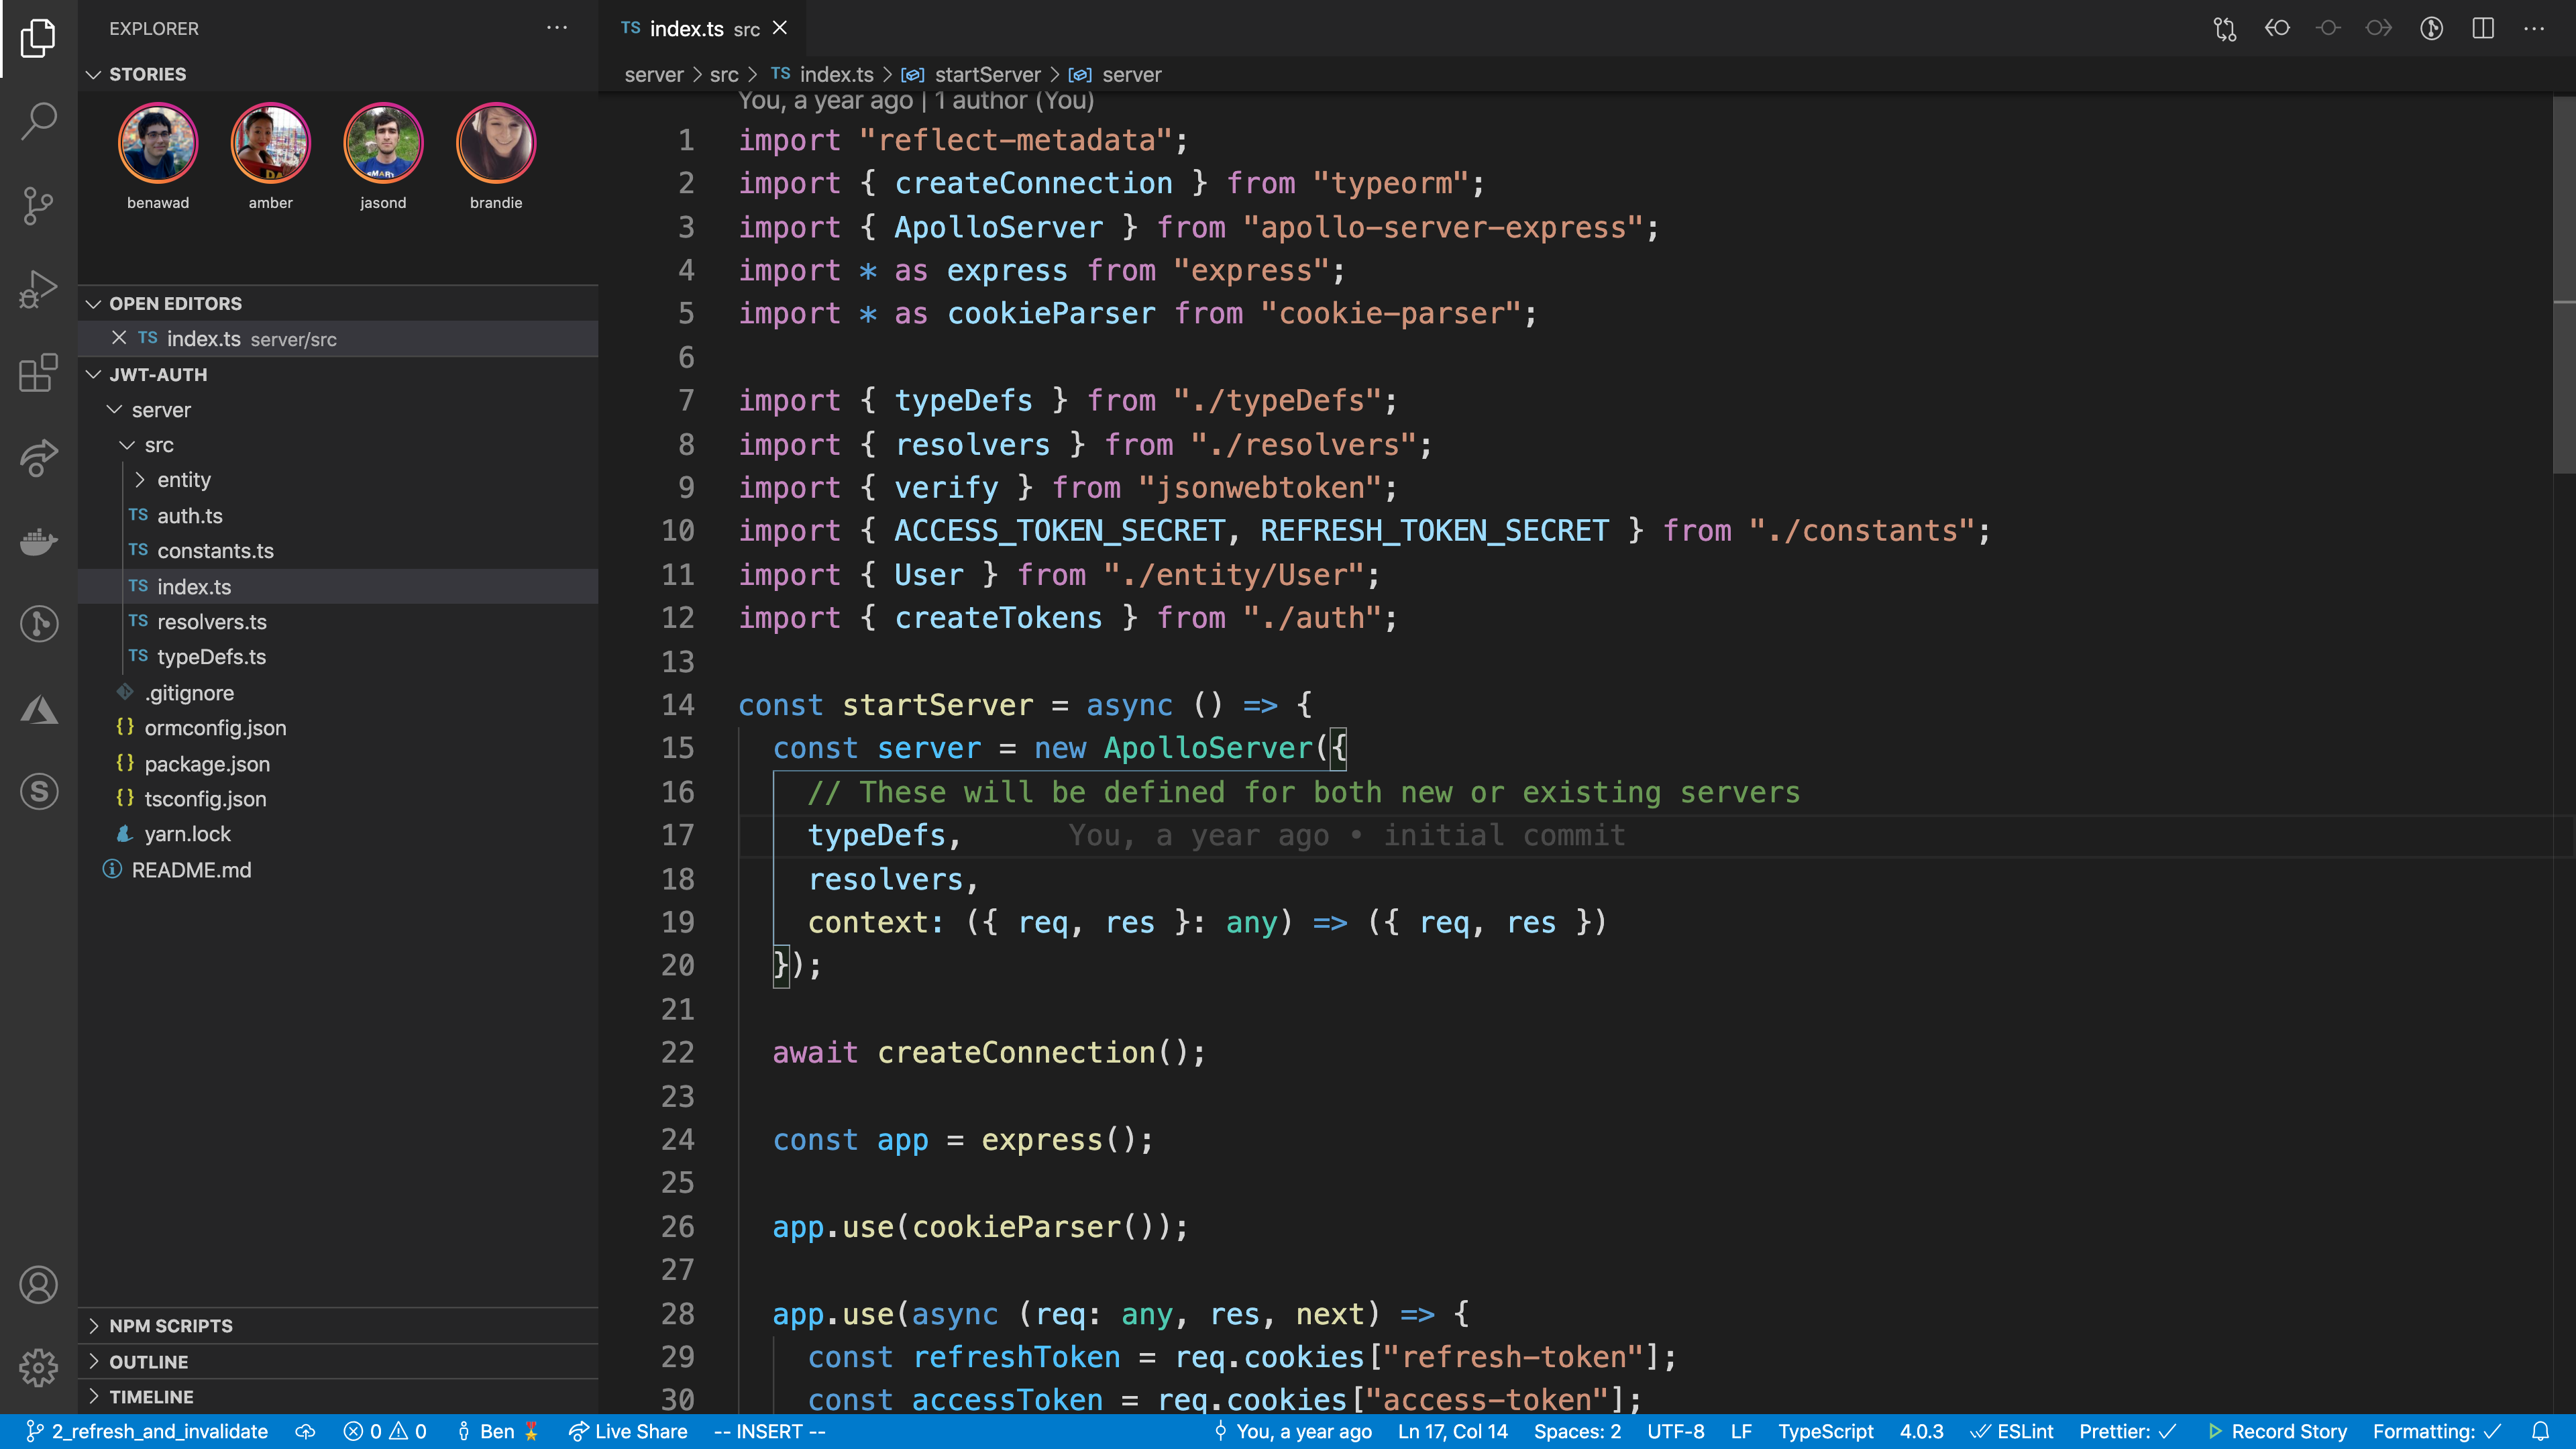 EXPLORER
STORIES
benawad amber jasond brandie
OPEN EDITORS
TS index.ts server/src
JWT-AUTH
server
src
entity
TS auth.ts
TS constants.ts
TS index.ts
TS resolvers.ts
TS typeDefs.ts
.gitignore
{} ormconfig.json
{} package.json
{} tsconfig.json
yarn.lock
README.md
NPM SCRIPTS
OUTLINE
TIMELINE
TS index.ts src
server > src > TS index.ts > startServer > server
You, a year ago | 1 author (You)
1 import "reflect-metadata";
2 import { createConnection } from "typeorm";
3 import { ApolloServer } from "apollo-server-express";
4 import * as express from "express";
5 import * as cookieParser from "cookie-parser";
6
7 import { typeDefs } from "./typeDefs";
8 import { resolvers } from "./resolvers";
9 import { verify } from "jsonwebtoken";
10 import { ACCESS_TOKEN_SECRET, REFRESH_TOKEN_SECRET } from "./constants";
11 import { User } from "./entity/User";
12 import { createTokens } from "./auth";
13
14 const startServer = async () => {
15 const server = new ApolloServer({
16 // These will be defined for both new or existing servers
17 typeDefs, You, a year ago • initial commit
18 resolvers,
19 context: ({ req, res }: any) => ({ req, res })
20 });
21
22 await createConnection();
23
24 const app = express();
25
26 app.use(cookieParser());
27
28 app.use(async (req: any, res, next) => {
29 const refreshToken = req.cookies["refresh-token"];
30 const accessToken = req.cookies["access-token"];
2_refresh_and_invalidate 0 0 Ben Live Share -- INSERT -- You, a year ago Ln 17, Col 14 Spaces: 2 UTF-8 LF TypeScript 4.0.3 ESLint Prettier: ✓ Record Story Formatting: ✓